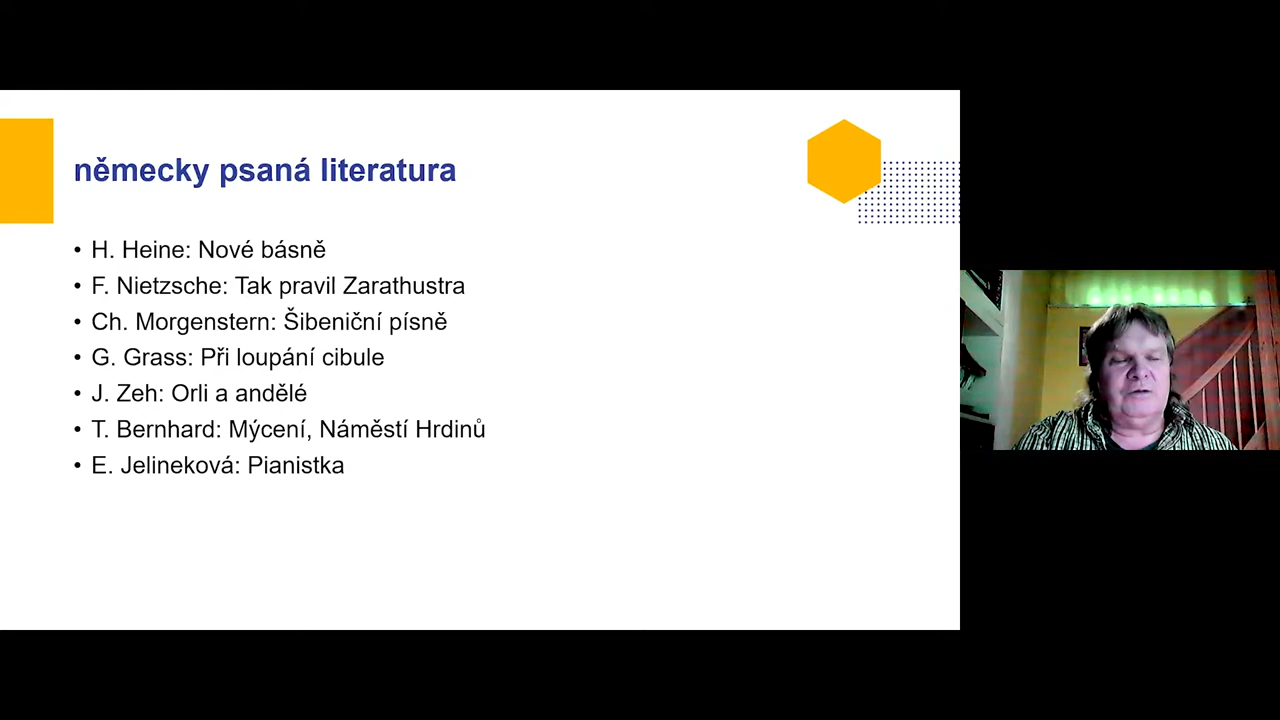 německy psaná literatura
• H. Heine: Nové básně
• F. Nietzsche: Tak pravil Zarathustra
• Ch. Morgenstern: Šibeniční písně
• G. Grass: Při loupání cibule
• J. Zeh: Orli a andělé
• T. Bernhard: Mýcení, Náměstí Hrdinů
• E. Jelineková: Pianistka